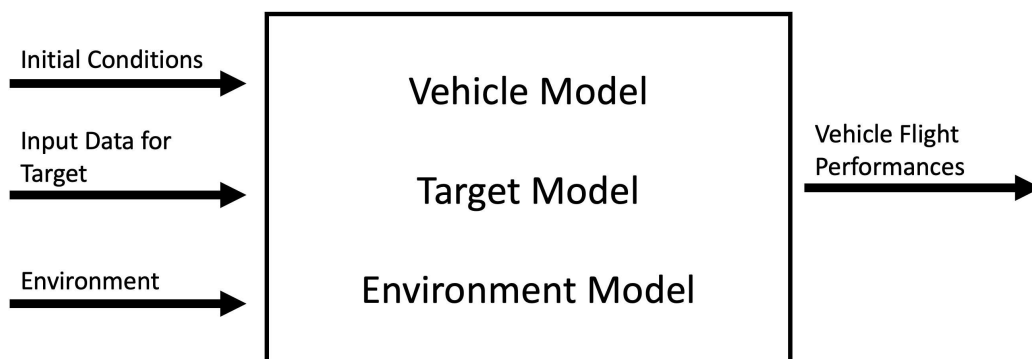 Initial Conditions
Input Data for
Target
Environment
Vehicle Model
Target Model
Environment Model
Vehicle Flight
Performances